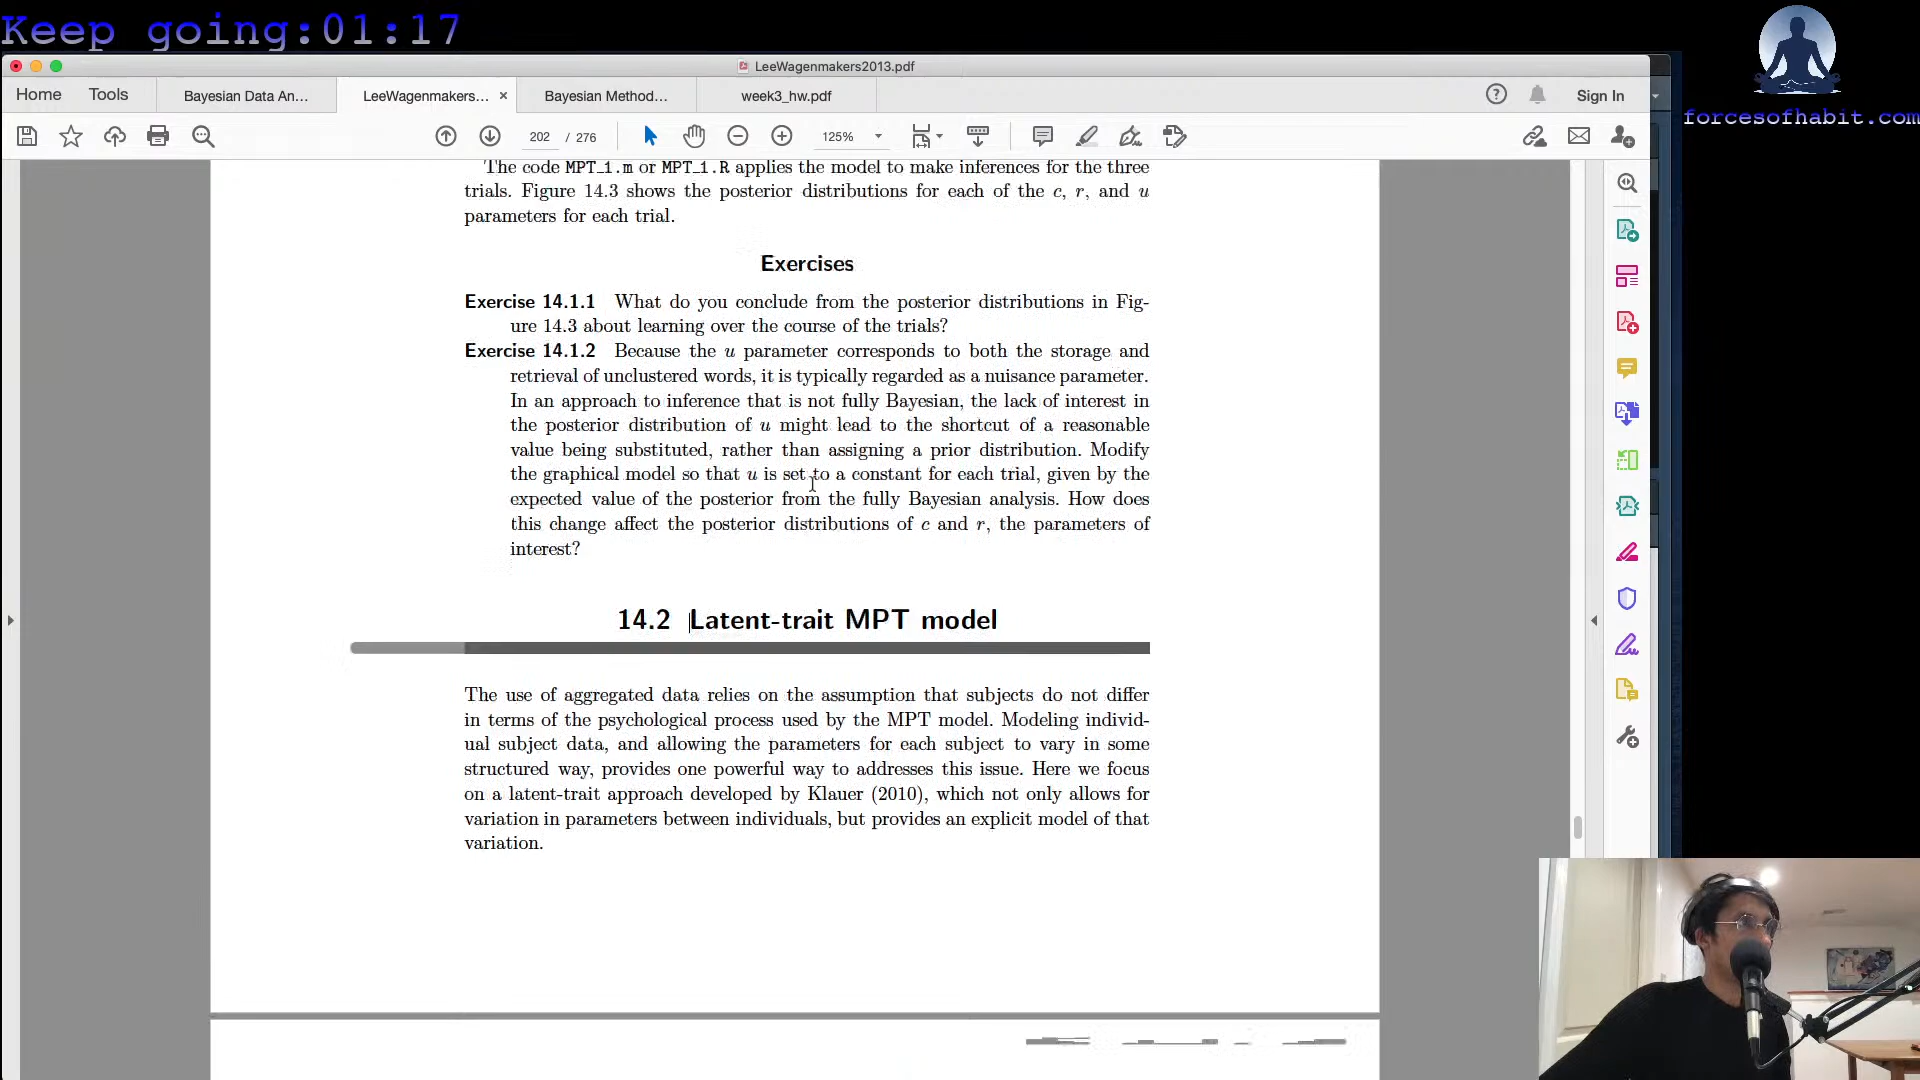 Keep going:01:17
forcesofhabit.com
LeeWagenmakers2013.pdf
Home Tools Bayesian Data An... LeeWagenmakers... × Bayesian Method... week3_hw.pdf Sign In
202 / 276 125%
The code MPT_1.m or MPT_1.R applies the model to make inferences for the three
trials. Figure 14.3 shows the posterior distributions for each of the c, r, and u
parameters for each trial.
Exercises
Exercise 14.1.1 What do you conclude from the posterior distributions in Fig-
ure 14.3 about learning over the course of the trials?
Exercise 14.1.2 Because the u parameter corresponds to both the storage and
retrieval of unclustered words, it is typically regarded as a nuisance parameter.
In an approach to inference that is not fully Bayesian, the lack of interest in
the posterior distribution of u might lead to the shortcut of a reasonable
value being substituted, rather than assigning a prior distribution. Modify
the graphical model so that u is set to a constant for each trial, given by the
expected value of the posterior from the fully Bayesian analysis. How does
this change affect the posterior distributions of c and r, the parameters of
interest?
14.2 Latent-trait MPT model
The use of aggregated data relies on the assumption that subjects do not differ
in terms of the psychological process used by the MPT model. Modeling individ-
ual subject data, and allowing the parameters for each subject to vary in some
structured way, provides one powerful way to addresses this issue. Here we focus
on a latent-trait approach developed by Klauer (2010), which not only allows for
variation in parameters between individuals, but provides an explicit model of that
variation.